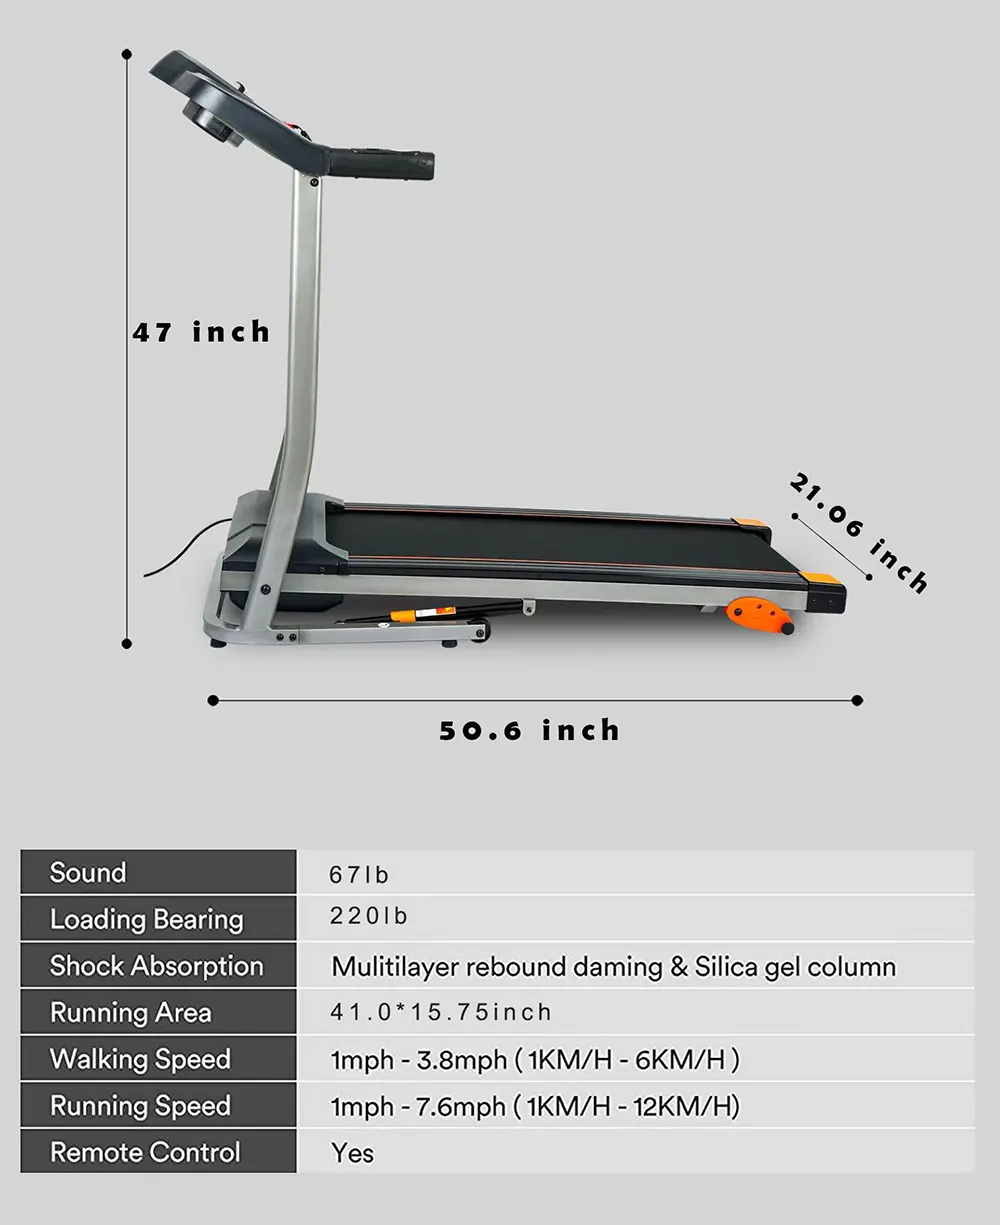 47 inch
21.06 inch
50.6 inch
Sound 67lb
Loading Bearing 220lb
Shock Absorption Mulitilayer rebound daming & Silica gel column
Running Area 41.0*15.75inch
Walking Speed 1mph - 3.8mph ( 1KM/H - 6KM/H )
Running Speed 1mph - 7.6mph ( 1KM/H - 12KM/H)
Remote Control Yes